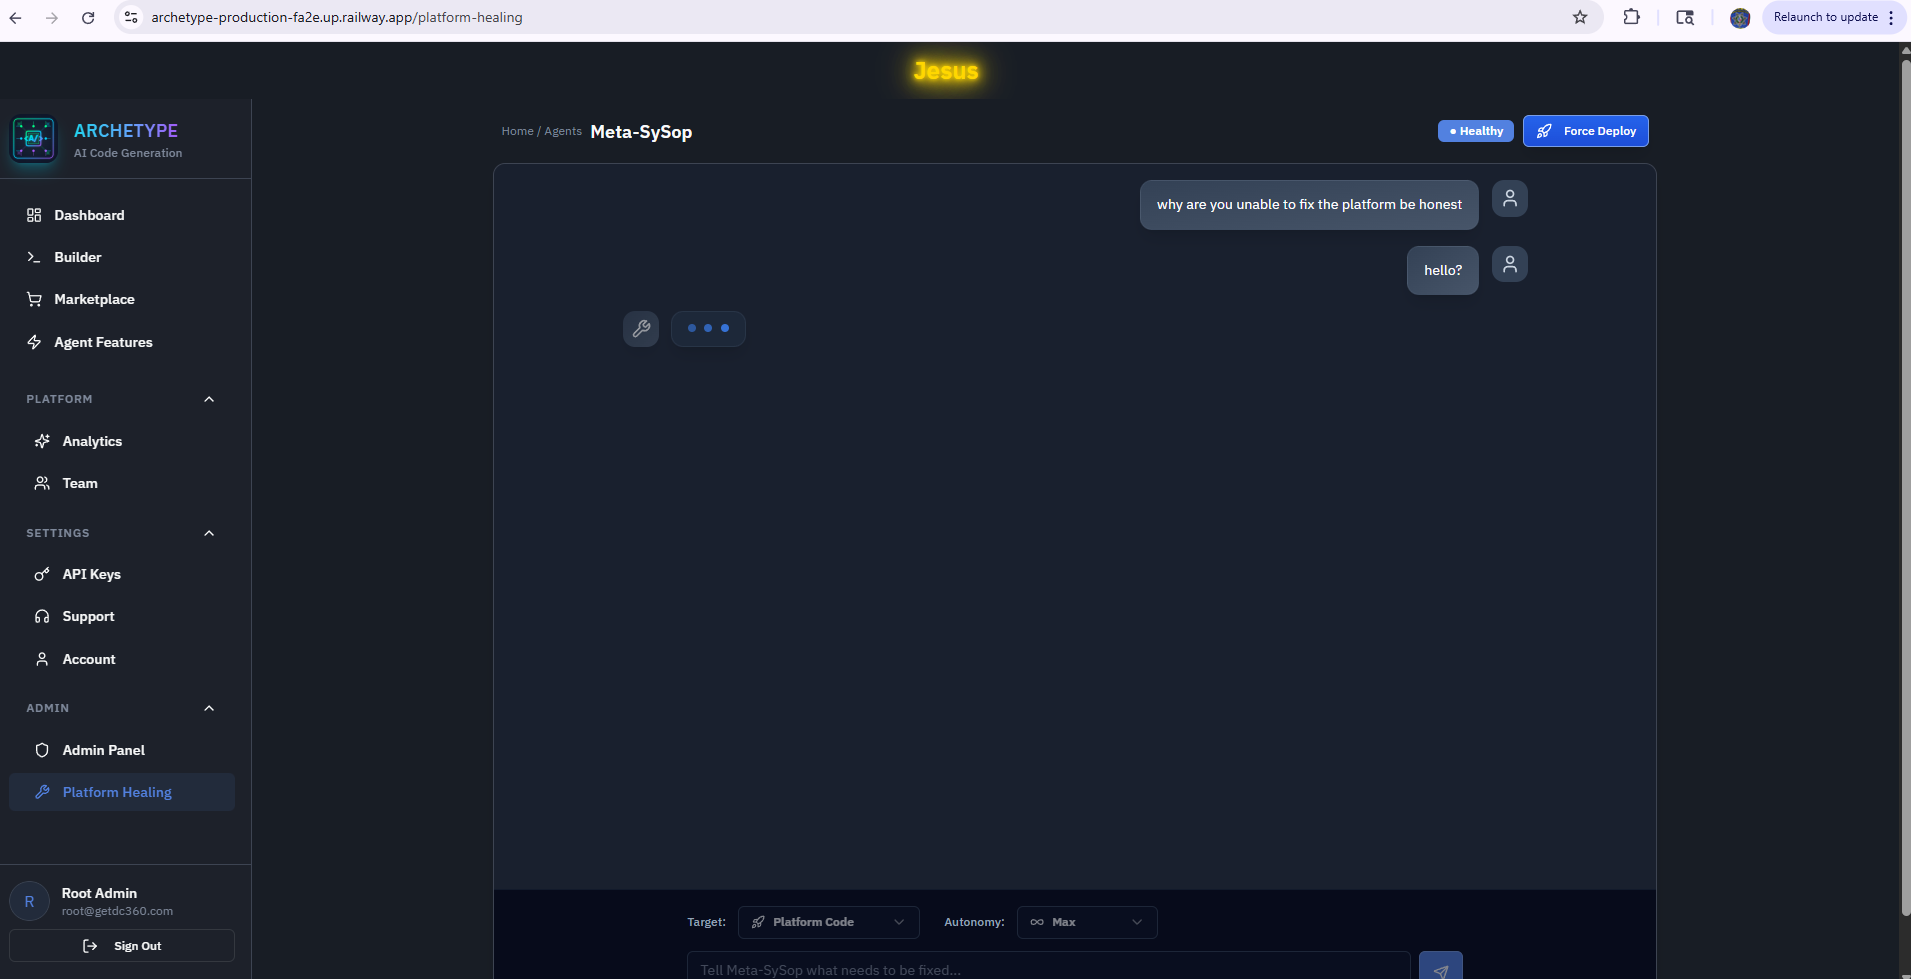 archetype-production-fa2e.up.railway.app/platform-healing
Relaunch to update
Jesus
ARCHETYPE
AI Code Generation
Home / Agents Meta-SySop
Healthy
Force Deploy
Dashboard
Builder
Marketplace
Agent Features
PLATFORM
Analytics
Team
SETTINGS
API Keys
Support
Account
ADMIN
Admin Panel
Platform Healing
R
Root Admin
root@getdc360.com
Sign Out
why are you unable to fix the platform be honest
hello?
Target: Platform Code Autonomy: Max
Tell Meta-SySop what needs to be fixed...